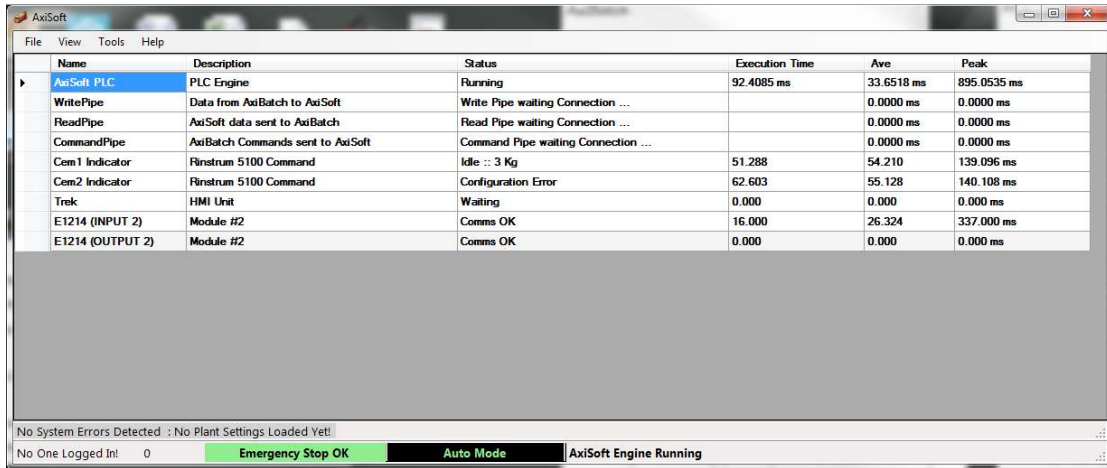 AxiSoft
File View Tools Help
Name Description Status Execution Time Ave Peak
AxiSoft PLC PLC Engine Running 92.4085 ms 33.6518 ms 895.0535 ms
WritePipe Data from AxiBatch to AxiSoft Write Pipe waiting Connection ... 0.0000 ms 0.0000 ms
ReadPipe AxiSoft data sent to AxiBatch Read Pipe waiting Connection ... 0.0000 ms 0.0000 ms
CommandPipe AxiBatch Commands sent to AxiSoft Command Pipe waiting Connection ... 0.0000 ms 0.0000 ms
Cem1 Indicator Rinstrum 5100 Command Idle :: 3 Kg 51.288 54.210 139.096 ms
Cem2 Indicator Rinstrum 5100 Command Configuration Error 62.603 55.128 140.108 ms
Trek HMI Unit Waiting 0.000 0.000 0.000 ms
E1214 (INPUT 2) Module #2 Comms OK 16.000 26.324 337.000 ms
E1214 (OUTPUT 2) Module #2 Comms OK 0.000 0.000 0.000 ms
No System Errors Detected : No Plant Settings Loaded Yet!
No One Logged In! 0 Emergency Stop OK Auto Mode AxiSoft Engine Running